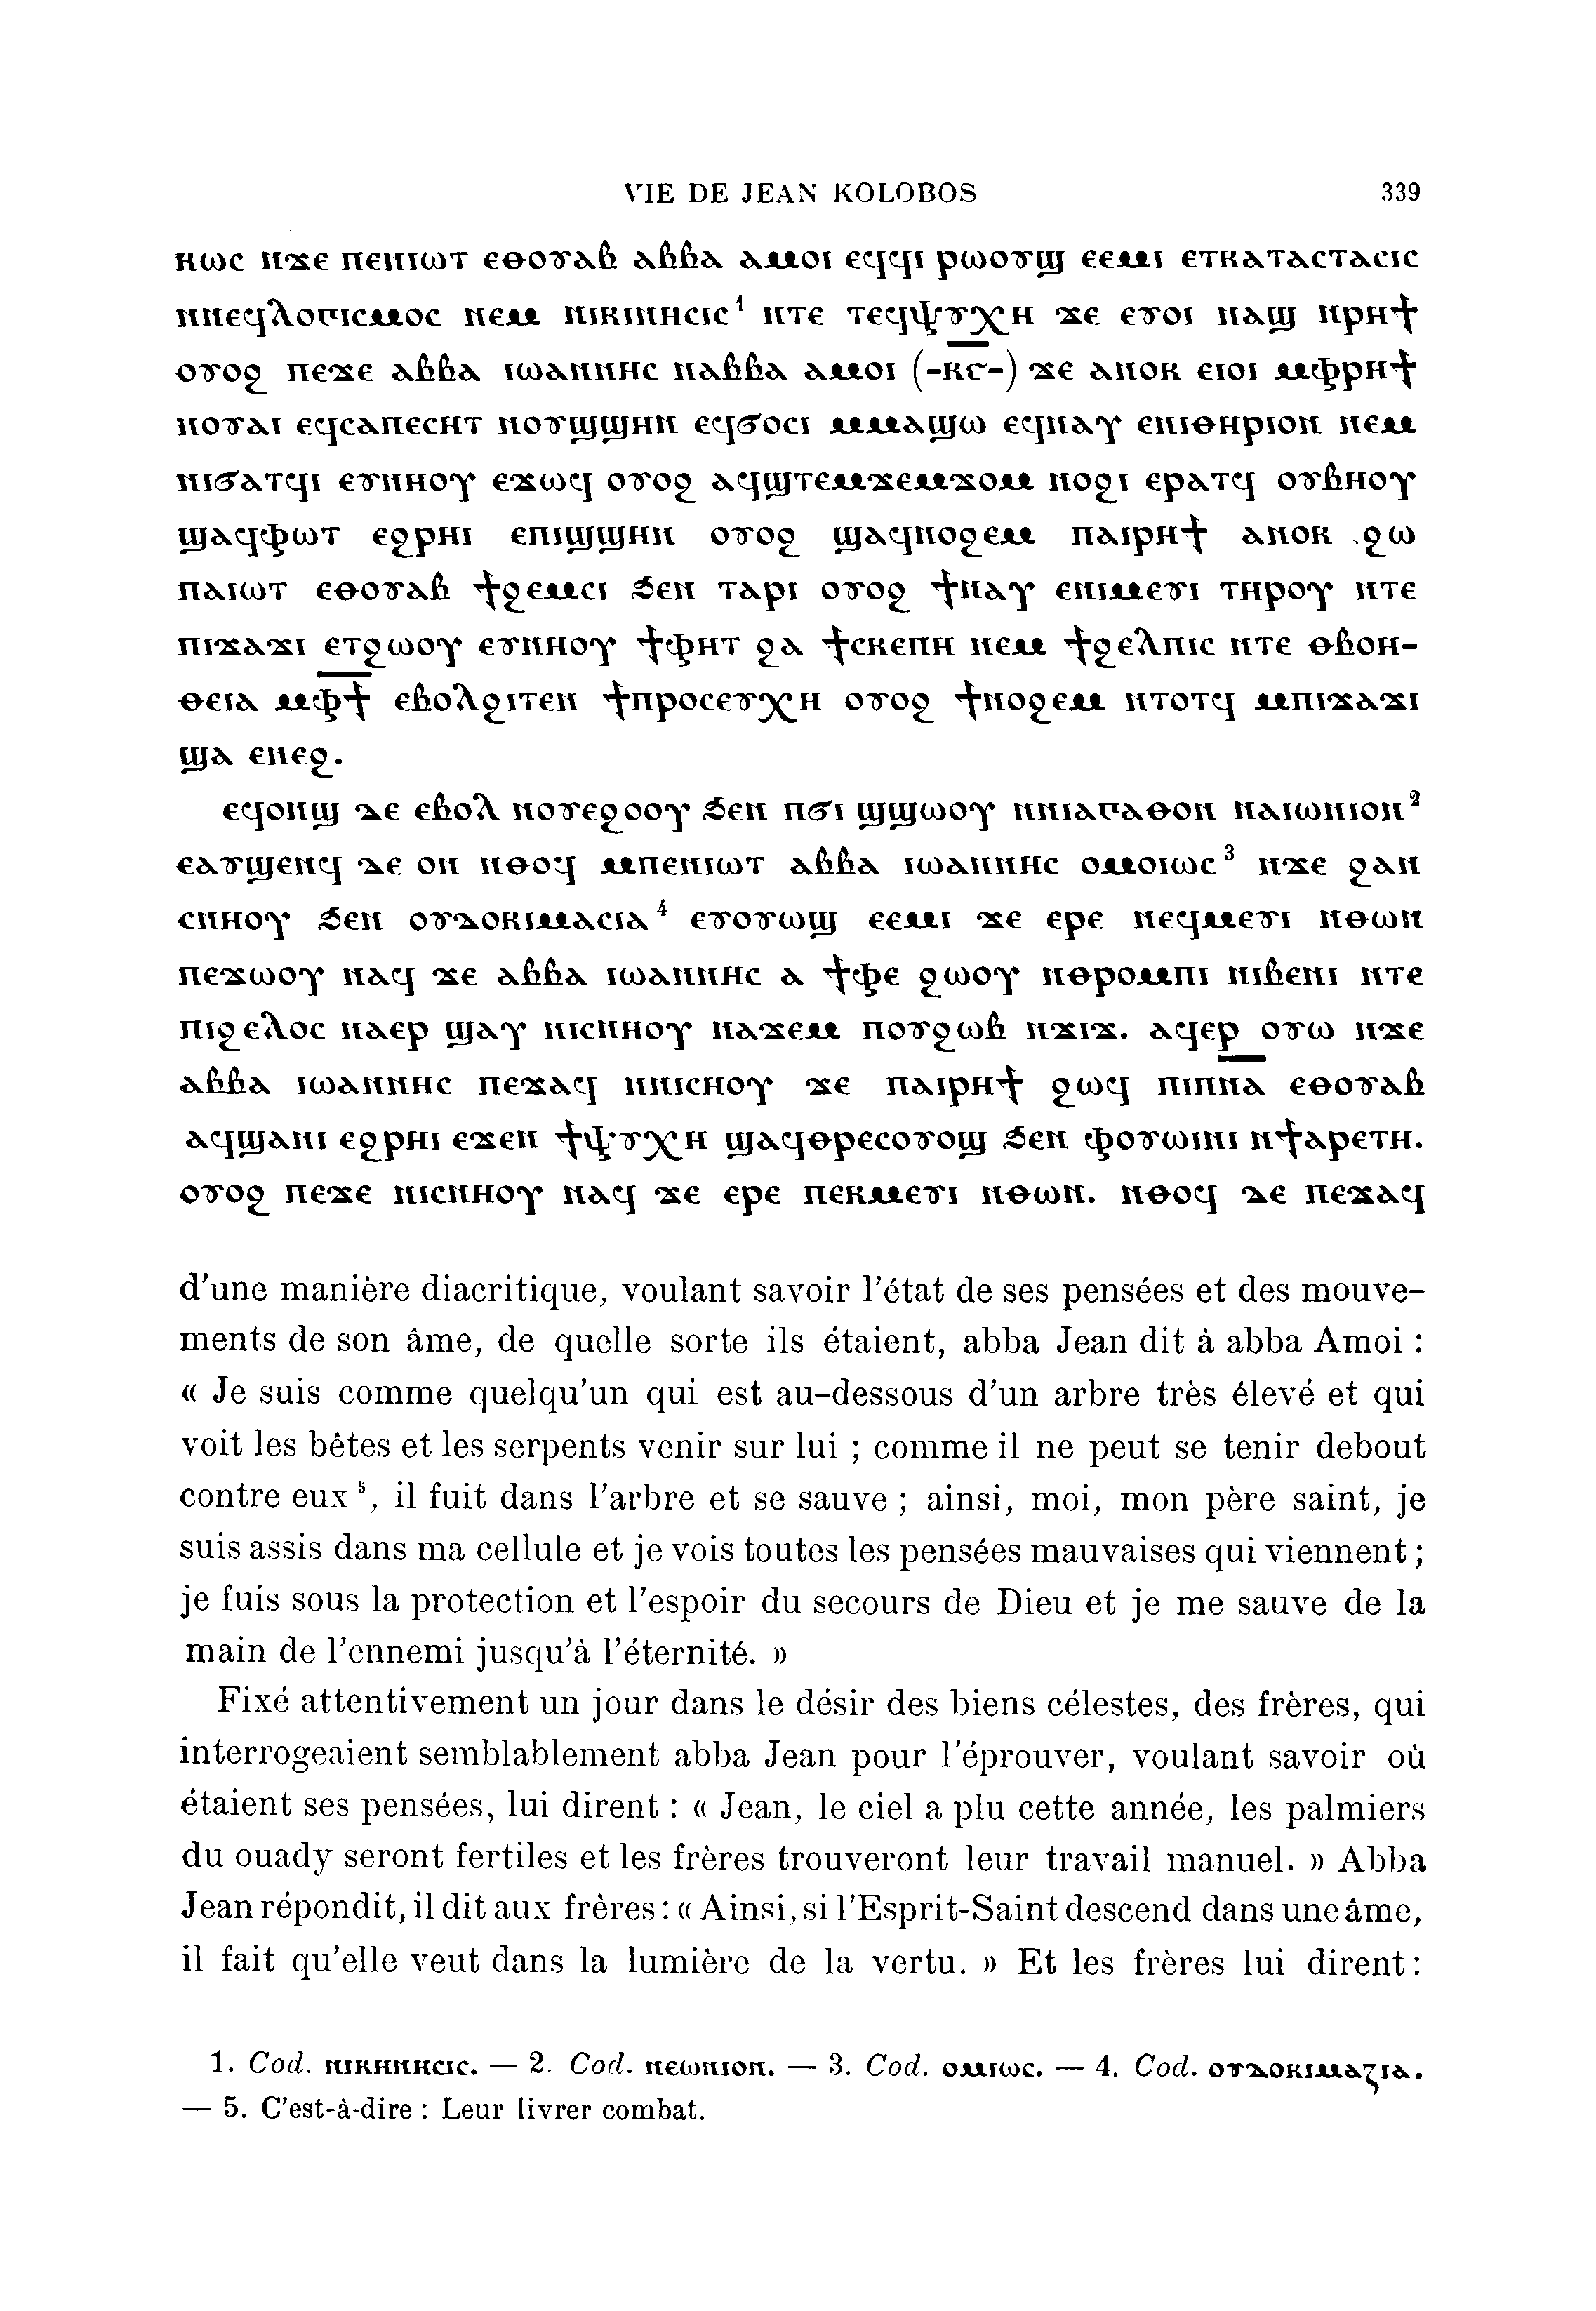 VIE DE JEAN KOLOBOS 339
ⲕⲱⲥ ⲛϫⲉ ⲡⲉⲛⲓⲱⲧ ⲉⲑⲟⲩⲁⲃ ⲁⲃⲃⲁ ⲁⲙⲟⲓ ⲉϥϥⲓ ⲣⲱⲟⲩϣ ⲉⲉⲙⲓ ⲉⲧⲕⲁⲧⲁⲥⲧⲁⲥⲓⲥ
ⲛⲛⲉϥⲗⲟⲅⲓⲥⲙⲟⲥ ⲛⲉⲙ ⲛⲓⲕⲓⲛⲏⲥⲓⲥ¹ ⲛⲧⲉ ⲧⲉϥⲯⲩⲭⲏ ϫⲉ ⲉⲩⲟⲓ ⲛⲁϣ ⲛⲣⲏϯ
ⲟⲩⲟϩ ⲡⲉϫⲉ ⲁⲃⲃⲁ ⲓⲱⲁⲛⲛⲏⲥ ⲛⲁⲃⲃⲁ ⲁⲙⲟⲓ (-ⲕ̅ⲋ̅-) ϫⲉ ⲁⲛⲟⲕ ⲉⲓⲟⲓ ⲙⲫⲣⲏϯ
ⲛⲟⲩⲁⲓ ⲉϥⲥⲁⲡⲉⲥⲏⲧ ⲛⲟⲩϣϣⲏⲛ ⲉϥϭⲟⲥⲓ ⲙⲙⲁϣⲱ ⲉϥⲛⲁⲩ ⲉⲛⲓⲑⲏⲣⲓⲟⲛ ⲛⲉⲙ
ⲛⲓϭⲁⲧϥⲓ ⲉⲩⲛⲏⲟⲩ ⲉϫⲱϥ ⲟⲩⲟϩ ⲁϥϣⲧⲉⲙϫⲉⲙϫⲟⲙ ⲛⲟϩⲓ ⲉⲣⲁⲧϥ ⲟⲩⲃⲏⲟⲩ
ϣⲁϥⲫⲱⲧ ⲉϩⲣⲏⲓ ⲉⲡⲓϣϣⲏⲛ ⲟⲩⲟϩ ϣⲁϥⲛⲟϩⲉⲙ ⲡⲁⲓⲣⲏϯ ⲁⲛⲟⲕ ϩⲱ
ⲡⲁⲓⲱⲧ ⲉⲑⲟⲩⲁⲃ ϯϩⲉⲙⲥⲓ ϧⲉⲛ ⲧⲁⲣⲓ ⲟⲩⲟϩ ϯⲛⲁⲩ ⲉⲛⲓⲙⲉⲩⲓ ⲧⲏⲣⲟⲩ ⲛⲧⲉ
ⲡⲓϫⲁϫⲓ ⲉⲧϩⲱⲟⲩ ⲉⲩⲛⲏⲟⲩ ϯⲫⲏⲧ ϩⲁ ϯⲥⲕⲉⲡⲏ ⲛⲉⲙ ϯϩⲉⲗⲡⲓⲥ ⲛⲧⲉ ⲑⲃⲟⲏ-
ⲑⲉⲓⲁ ⲙⲫ̅ϯ̅ ⲉⲃⲟⲗϩⲓⲧⲉⲛ ϯⲡⲣⲟⲥⲉⲩⲭⲏ ⲟⲩⲟϩ ϯⲛⲟϩⲉⲙ ⲛⲧⲟⲧϥ ⲙⲡⲓϫⲁϫⲓ
ϣⲁ ⲉⲛⲉϩ.
ⲉϥⲟⲛϣ ⲇⲉ ⲉⲃⲟⲗ ⲛⲟⲩⲉϩⲟⲟⲩ ϧⲉⲛ ⲡϭⲓ ϣϣⲱⲟⲩ ⲛⲛⲓⲁⲅⲁⲑⲟⲛ ⲛⲁⲓⲱⲛⲓⲟⲛ²
ⲉⲁⲩϣⲉⲛϥ ⲇⲉ ⲟⲛ ⲛⲑⲟϥ ⲙⲡⲉⲛⲓⲱⲧ ⲁⲃⲃⲁ ⲓⲱⲁⲛⲛⲏⲥ ⲟⲙⲟⲓⲱⲥ³ ⲛϫⲉ ϩⲁⲛ
ⲥⲛⲏⲟⲩ ϧⲉⲛ ⲟⲩⲇⲟⲕⲓⲙⲁⲥⲓⲁ⁴ ⲉⲩⲟⲩⲱϣ ⲉⲉⲙⲓ ϫⲉ ⲉⲣⲉ ⲛⲉϥⲙⲉⲩⲓ ⲛⲑⲱⲛ
ⲡⲉϫⲱⲟⲩ ⲛⲁϥ ϫⲉ ⲁⲃⲃⲁ ⲓⲱⲁⲛⲛⲏⲥ ⲁ ϯⲫⲉ ϩⲱⲟⲩ ⲛⲑⲣⲟⲙⲡⲓ ⲛⲓⲃⲉⲛⲓ ⲛⲧⲉ
ⲡⲓϩⲉⲗⲟⲥ ⲛⲁⲉⲣ ϣⲁⲩ ⲛⲓⲥⲛⲏⲟⲩ ⲛⲁϫⲉⲙ ⲡⲟⲩϩⲱⲃ ⲛϫⲓϫ. ⲁϥⲉⲣ ⲟⲩⲱ ⲛϫⲉ
ⲁⲃⲃⲁ ⲓⲱⲁⲛⲛⲏⲥ ⲡⲉϫⲁϥ ⲛⲛⲓⲥⲛⲏⲟⲩ ϫⲉ ⲡⲁⲓⲣⲏϯ ϩⲱϥ ⲡⲓⲡ̅ⲛ̅ⲁ̅ ⲉⲑⲟⲩⲁⲃ
ⲁϥϣⲁⲛⲓ ⲉϩⲣⲏⲓ ⲉϫⲉⲛ ϯⲯⲩⲭⲏ ϣⲁϥⲑⲣⲉⲥⲟⲩⲟϣ ϧⲉⲛ ⲫⲟⲩⲱⲓⲛⲓ ⲛϯⲁⲣⲉⲧⲏ.
ⲟⲩⲟϩ ⲡⲉϫⲉ ⲛⲓⲥⲛⲏⲟⲩ ⲛⲁϥ ϫⲉ ⲉⲣⲉ ⲡⲉⲕⲙⲉⲩⲓ ⲛⲑⲱⲛ. ⲛⲑⲟϥ ⲇⲉ ⲡⲉϫⲁϥ
d'une manière diacritique, voulant savoir l'état de ses pensées et des mouve-
ments de son âme, de quelle sorte ils étaient, abba Jean dit à abba Amoi :
« Je suis comme quelqu'un qui est au-dessous d'un arbre très élevé et qui
voit les bêtes et les serpents venir sur lui ; comme il ne peut se tenir debout
contre eux⁵, il fuit dans l'arbre et se sauve ; ainsi, moi, mon père saint, je
suis assis dans ma cellule et je vois toutes les pensées mauvaises qui viennent ;
je fuis sous la protection et l'espoir du secours de Dieu et je me sauve de la
main de l'ennemi jusqu'à l'éternité. »
Fixé attentivement un jour dans le désir des biens célestes, des frères, qui
interrogeaient semblablement abba Jean pour l'éprouver, voulant savoir où
étaient ses pensées, lui dirent : « Jean, le ciel a plu cette année, les palmiers
du ouady seront fertiles et les frères trouveront leur travail manuel. » Abba
Jean répondit, il dit aux frères : « Ainsi, si l'Esprit-Saint descend dans une âme,
il fait qu'elle veut dans la lumière de la vertu. » Et les frères lui dirent :
1. Cod. ⲛⲓⲕⲏⲛⲏⲥⲓⲥ. — 2. Cod. ⲛⲉⲱⲛⲓⲟⲛ. — 3. Cod. ⲟⲙⲓⲱⲥ. — 4. Cod. ⲟⲩⲇⲟⲕⲓⲙⲁⲍⲓⲁ.
— 5. C'est-à-dire : Leur livrer combat.